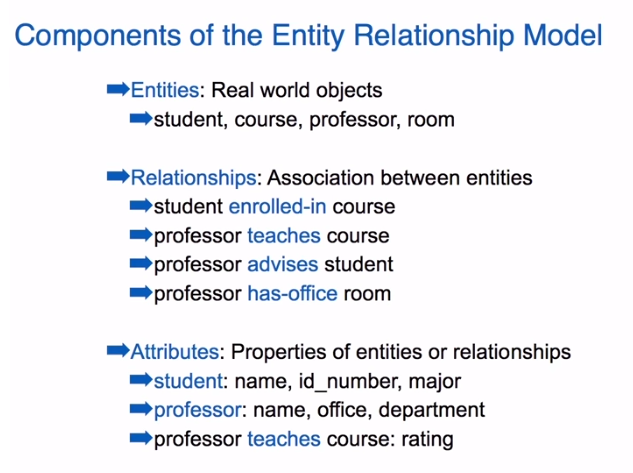 Components of the Entity Relationship Model
Entities: Real world objects
student, course, professor, room
Relationships: Association between entities
student enrolled-in course
professor teaches course
professor advises student
professor has-office room
Attributes: Properties of entities or relationships
student: name, id_number, major
professor: name, office, department
professor teaches course: rating